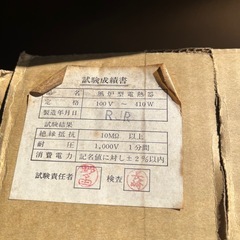 試験成績書
品名 風炉型電熱器
定格 100V ～ 410W
製造年月日 R.R
試験結果
絶縁抵抗 10MΩ 以上
耐圧 1,000V 1分間
消費電力 記名値に対し±2%以内
試験責任者 検査